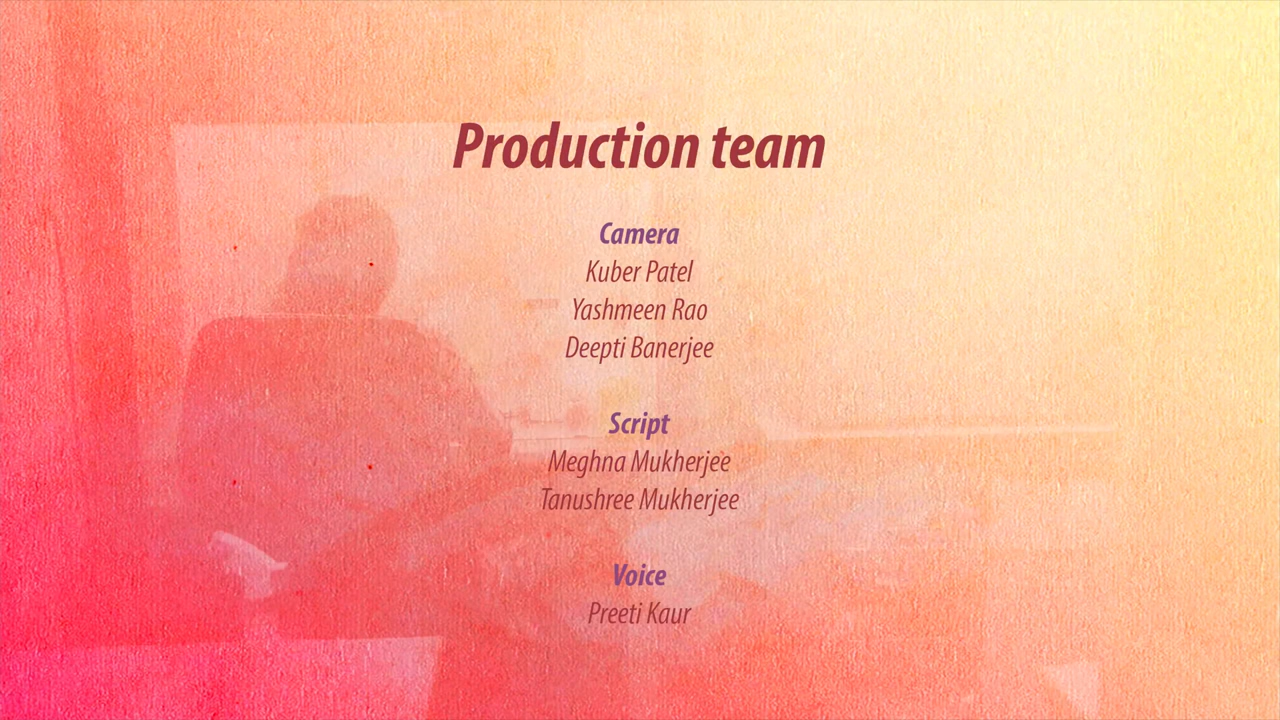 Production team
Camera
Kuber Patel
Yashmeen Rao
Deepti Banerjee
Script
Meghna Mukherjee
Tanushree Mukherjee
Voice
Preeti Kaur